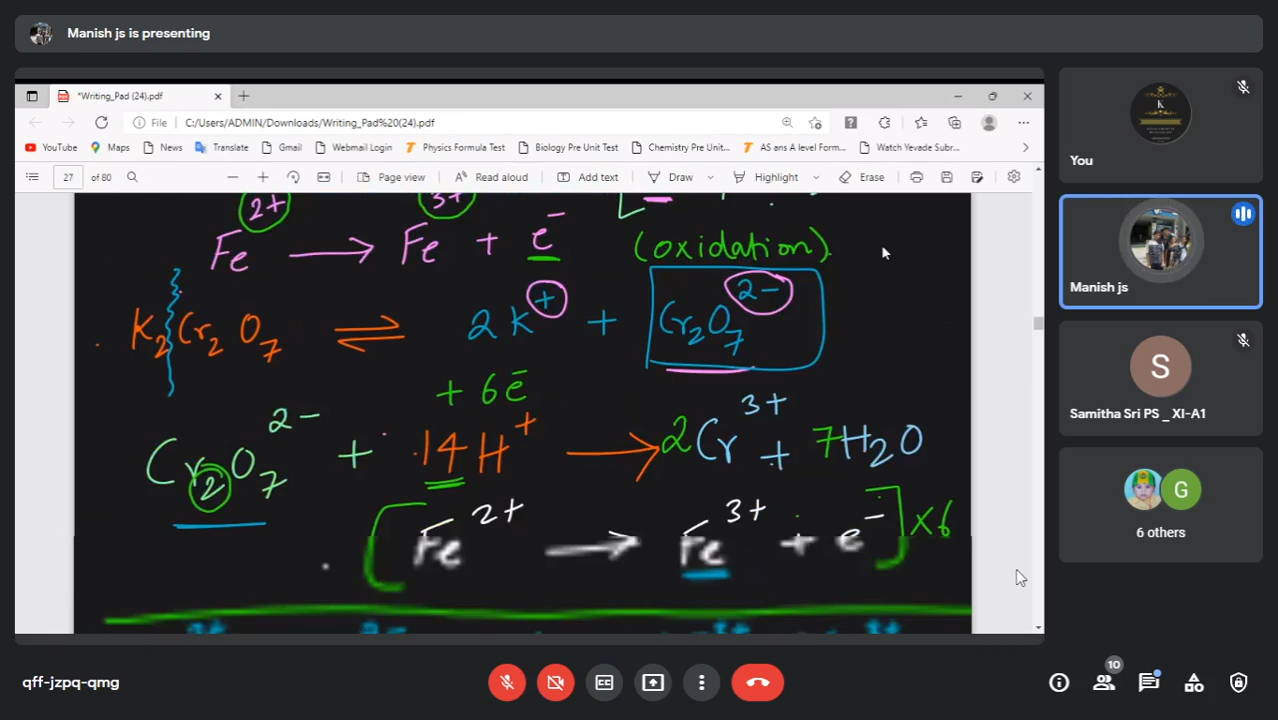 Manish js is presenting
*Writing_Pad (24).pdf
File C:/Users/ADMIN/Downloads/Writing_Pad%20(24).pdf
YouTube Maps News Translate Gmail Webmail Login Physics Formula Test Biology Pre Unit Test Chemistry Pre Unit... AS ans A level Form... Watch Yevade Subr...
27 of 80 Page view Read aloud Add text Draw Highlight Erase
2+ 3+
Fe → Fe + e⁻ (oxidation).
K₂Cr₂O₇ ⇌ 2K⁺ + Cr₂O₇²⁻
+ 6e⁻
Cr₂O₇²⁻ + 14H⁺ → 2Cr³⁺ + 7H₂O
[Fe²⁺ → Fe³⁺ + e⁻] ×6
K
You
Manish js
S
Samitha Sri PS _ XI-A1
G
6 others
qff-jzpq-qmg
10